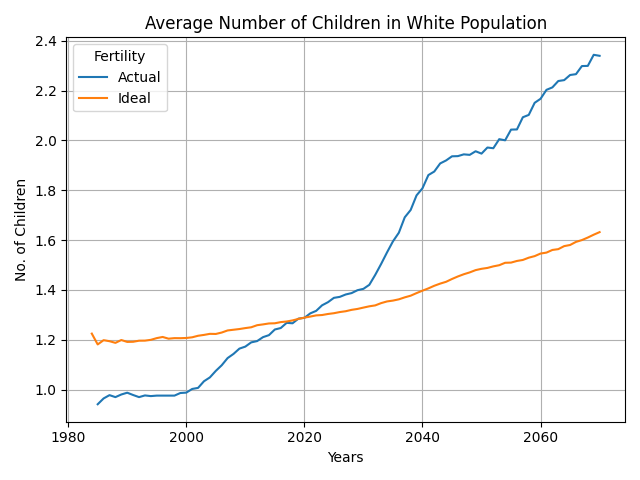 Average Number of Children in White Population
Fertility
Actual
Ideal
2.4
2.2
2.0
1.8
1.6
1.4
1.2
1.0
No. of Children
1980
2000
2020
2040
2060
Years